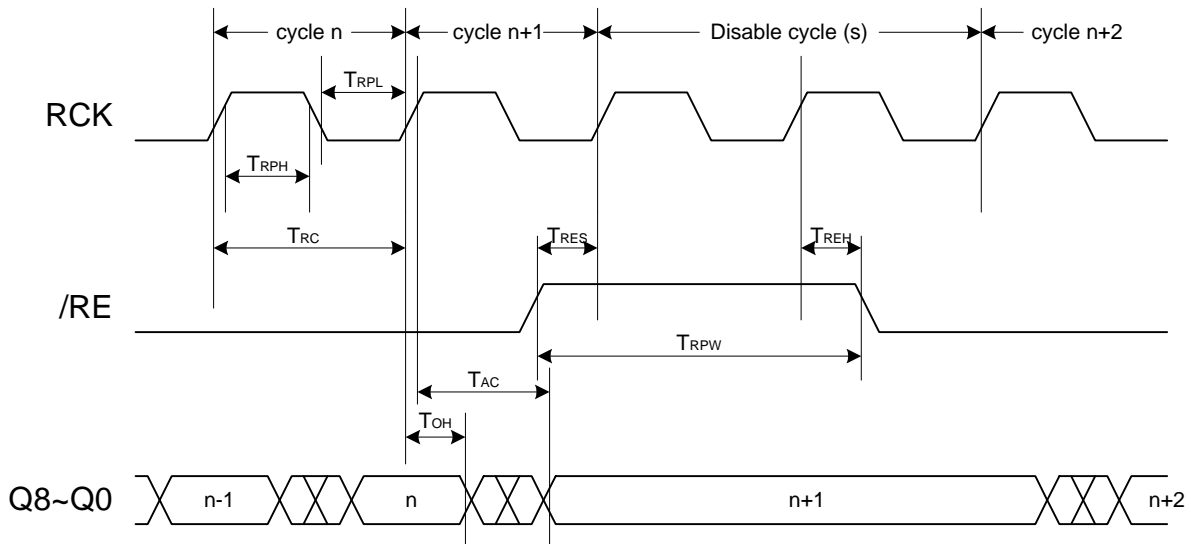 cycle n
cycle n+1
Disable cycle (s)
cycle n+2
TRPL
RCK
TRPH
TRC
TRES
TREH
/RE
TRPW
TAC
TOH
Q8~Q0
n-1
n
n+1
n+2